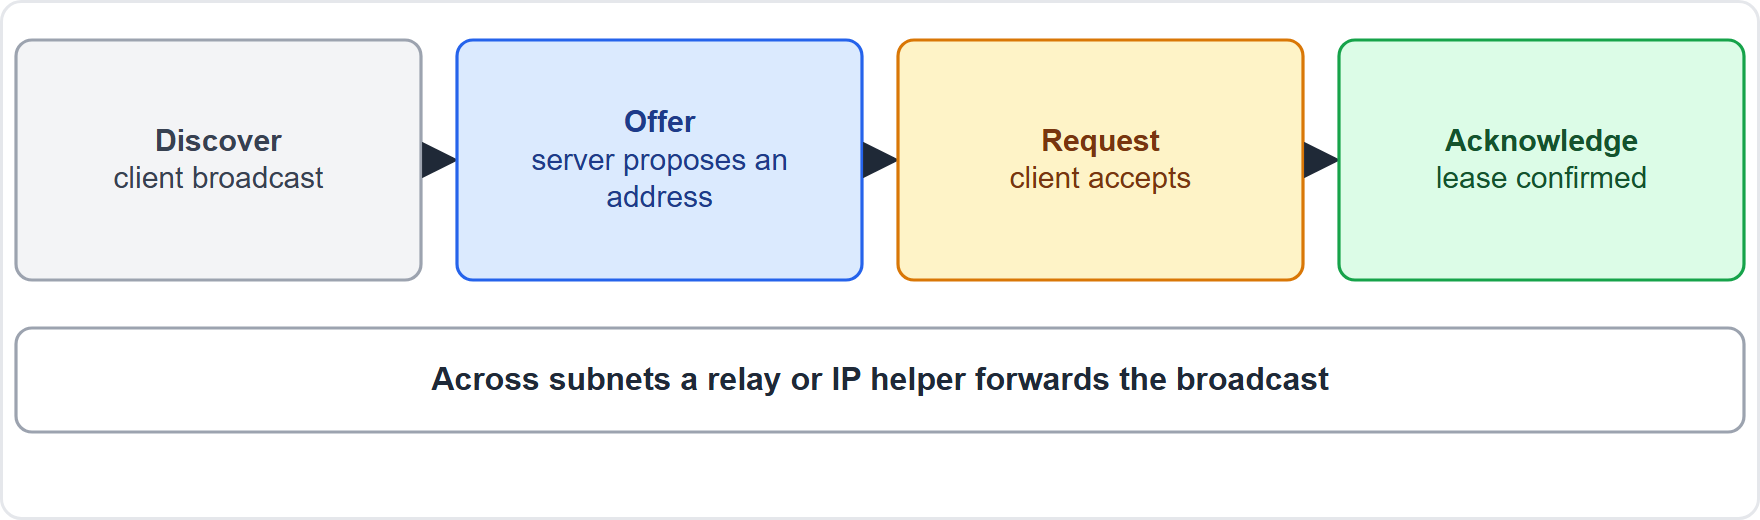 Discover
client broadcast
Offer
server proposes an
address
Request
client accepts
Acknowledge
lease confirmed
Across subnets a relay or IP helper forwards the broadcast